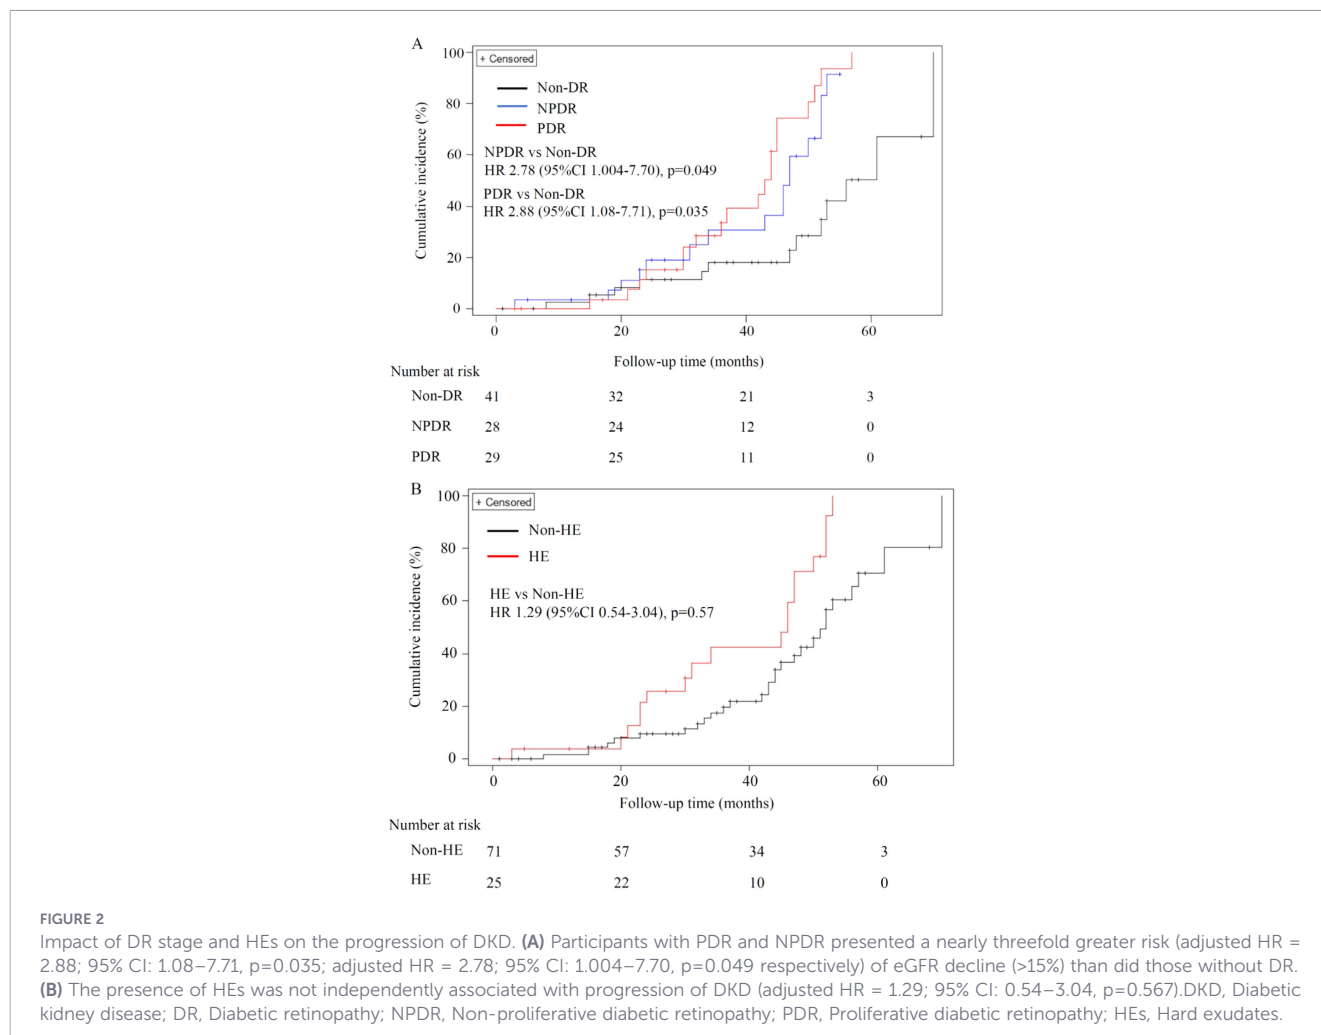 A
100
80
60
40
20
0
Cumulative incidence (%)
+ Censored
Non-DR
NPDR
PDR
NPDR vs Non-DR
HR 2.78 (95%CI 1.004-7.70), p=0.049
PDR vs Non-DR
HR 2.88 (95%CI 1.08-7.71), p=0.035
0 20 40 60
Follow-up time (months)
Number at risk
Non-DR 41 32 21 3
NPDR 28 24 12 0
PDR 29 25 11 0
B
100
80
60
40
20
0
Cumulative incidence (%)
+ Censored
Non-HE
HE
HE vs Non-HE
HR 1.29 (95%CI 0.54-3.04), p=0.57
0 20 40 60
Follow-up time (months)
Number at risk
Non-HE 71 57 34 3
HE 25 22 10 0
FIGURE 2
Impact of DR stage and HEs on the progression of DKD. (A) Participants with PDR and NPDR presented a nearly threefold greater risk (adjusted HR =
2.88; 95% CI: 1.08–7.71, p=0.035; adjusted HR = 2.78; 95% CI: 1.004–7.70, p=0.049 respectively) of eGFR decline (>15%) than did those without DR.
(B) The presence of HEs was not independently associated with progression of DKD (adjusted HR = 1.29; 95% CI: 0.54–3.04, p=0.567).DKD, Diabetic
kidney disease; DR, Diabetic retinopathy; NPDR, Non-proliferative diabetic retinopathy; PDR, Proliferative diabetic retinopathy; HEs, Hard exudates.